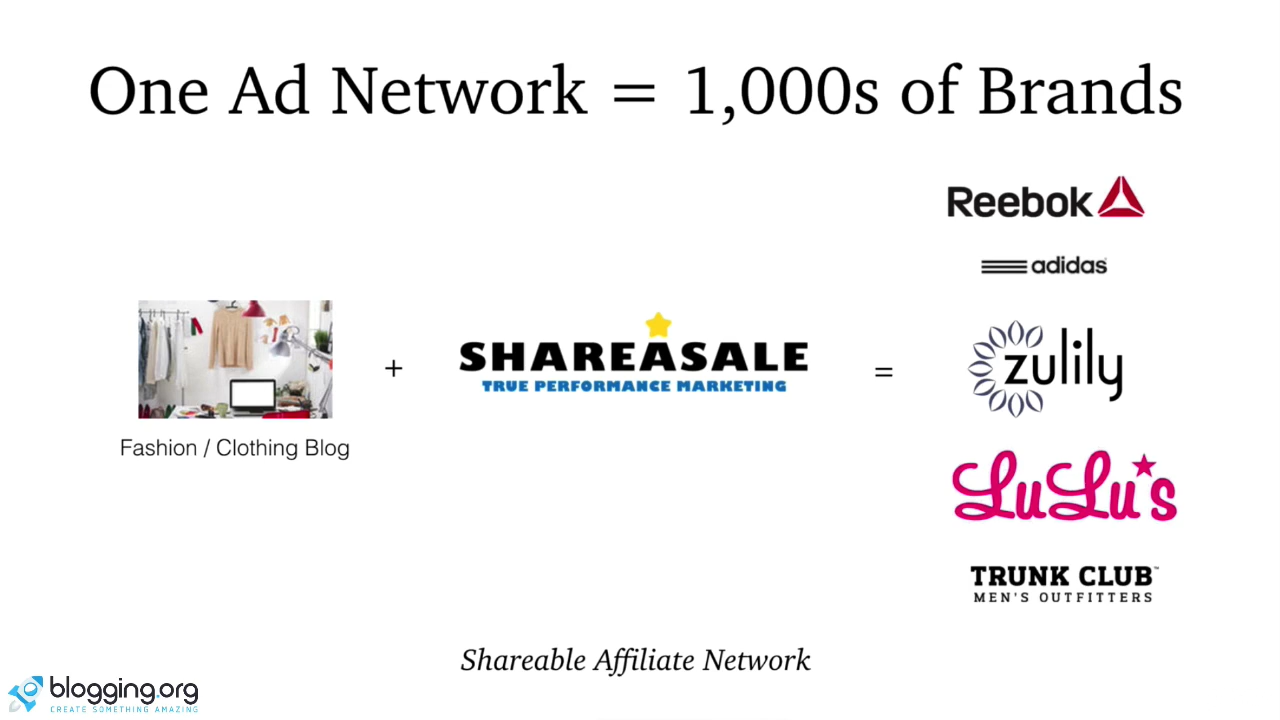 One Ad Network = 1,000s of Brands
Reebok
adidas
Fashion / Clothing Blog
+
SHAREASALE
TRUE PERFORMANCE MARKETING
=
zulily
LuLu's
TRUNK CLUB™
MEN'S OUTFITTERS
Shareable Affiliate Network
blogging.org
CREATE SOMETHING AMAZING